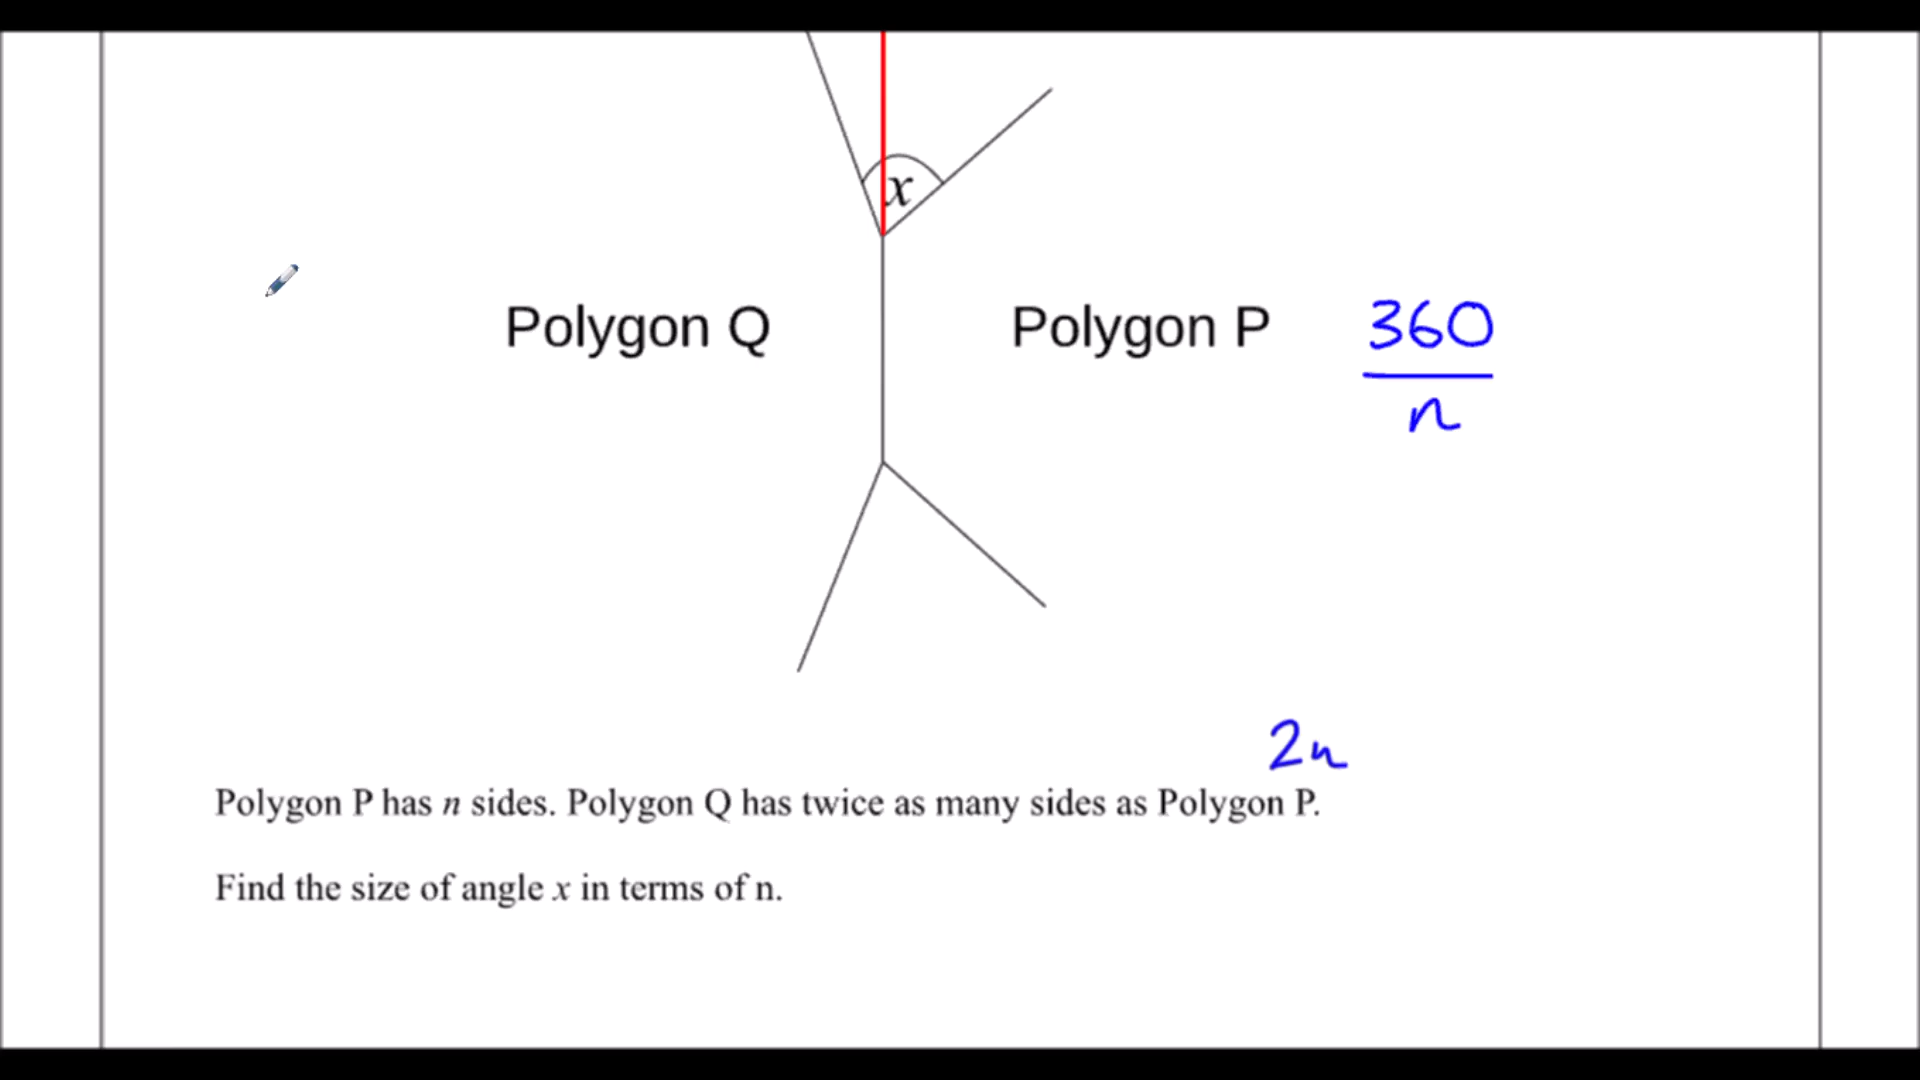 x
Polygon Q Polygon P 360
n
2n
Polygon P has n sides. Polygon Q has twice as many sides as Polygon P.
Find the size of angle x in terms of n.